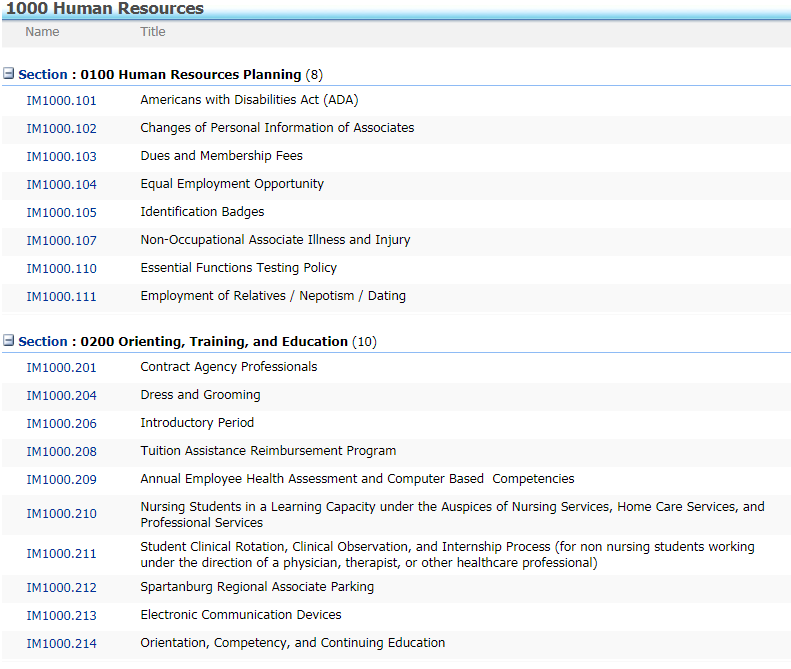 1000 Human Resources
Name Title
Section : 0100 Human Resources Planning (8)
IM1000.101 Americans with Disabilities Act (ADA)
IM1000.102 Changes of Personal Information of Associates
IM1000.103 Dues and Membership Fees
IM1000.104 Equal Employment Opportunity
IM1000.105 Identification Badges
IM1000.107 Non-Occupational Associate Illness and Injury
IM1000.110 Essential Functions Testing Policy
IM1000.111 Employment of Relatives / Nepotism / Dating
Section : 0200 Orienting, Training, and Education (10)
IM1000.201 Contract Agency Professionals
IM1000.204 Dress and Grooming
IM1000.206 Introductory Period
IM1000.208 Tuition Assistance Reimbursement Program
IM1000.209 Annual Employee Health Assessment and Computer Based  Competencies
IM1000.210 Nursing Students in a Learning Capacity under the Auspices of Nursing Services, Home Care Services, and
Professional Services
IM1000.211 Student Clinical Rotation, Clinical Observation, and Internship Process (for non nursing students working
under the direction of a physician, therapist, or other healthcare professional)
IM1000.212 Spartanburg Regional Associate Parking
IM1000.213 Electronic Communication Devices
IM1000.214 Orientation, Competency, and Continuing Education